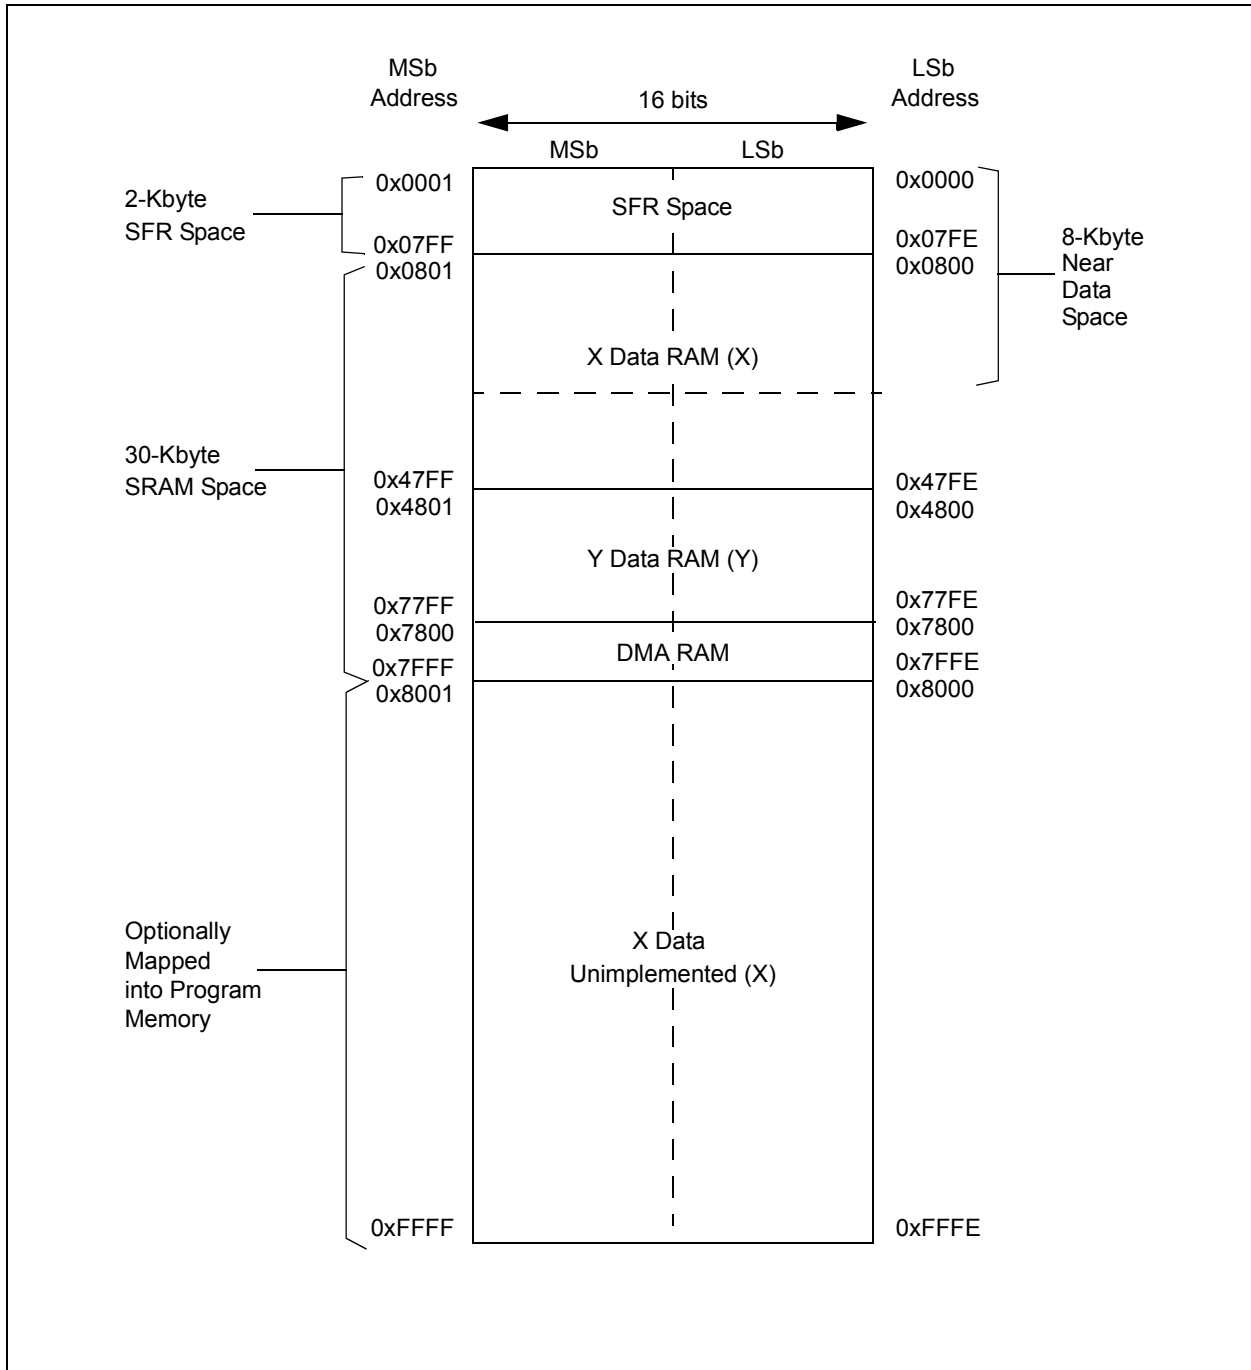 MSb
Address
LSb
Address
16 bits
MSb
LSb
2-Kbyte
SFR Space
0x0001
SFR Space
0x0000
0x07FF
0x07FE
0x0801
0x0800
8-Kbyte
Near
Data
Space
X Data RAM (X)
30-Kbyte
SRAM Space
0x47FF
0x47FE
0x4801
0x4800
Y Data RAM (Y)
0x77FF
0x77FE
0x7800
0x7800
DMA RAM
0x7FFF
0x7FFE
0x8001
0x8000
Optionally
Mapped
into Program
Memory
X Data
Unimplemented (X)
0xFFFF
0xFFFE